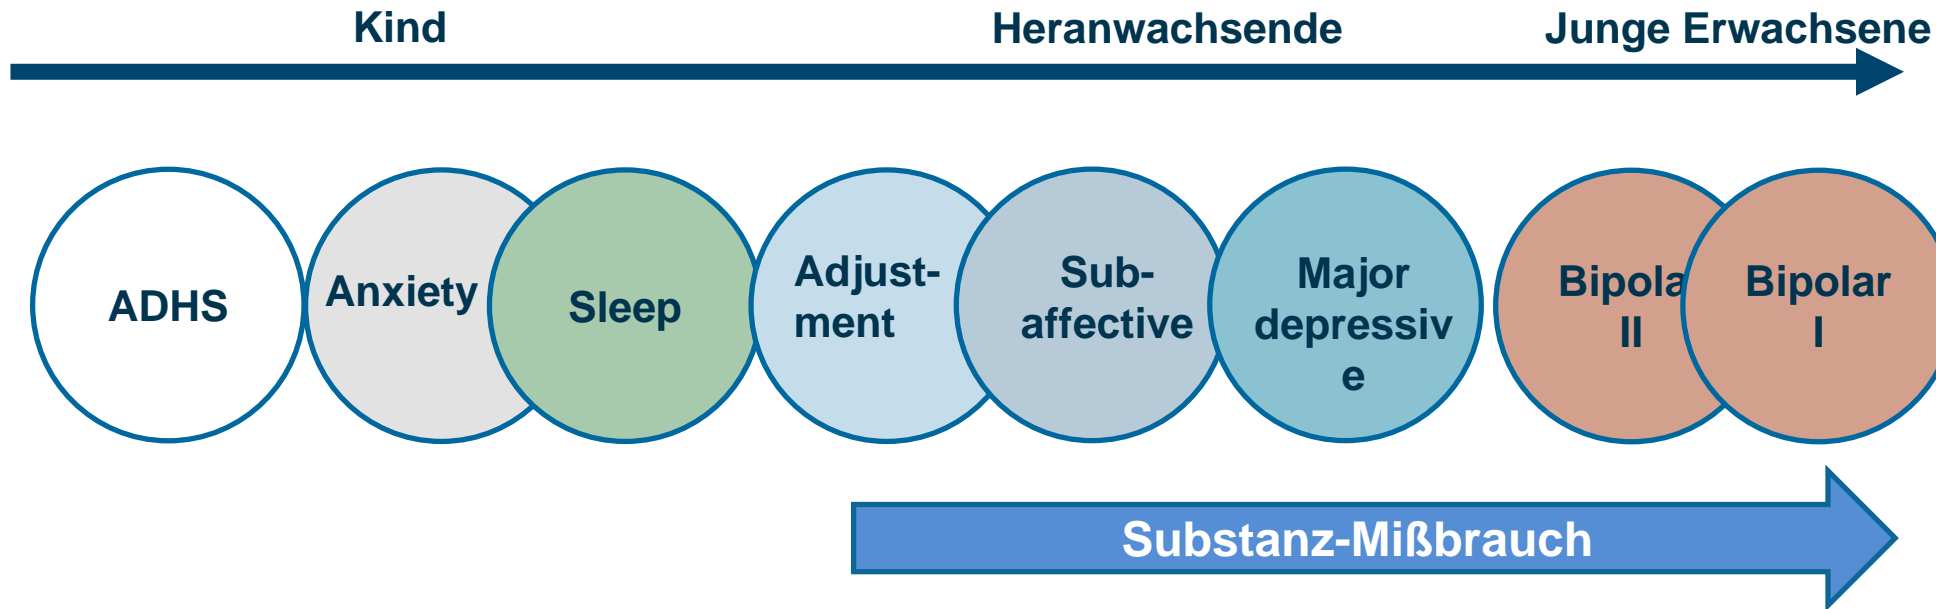 Kind
Heranwachsende
Junge Erwachsene
ADHS
Anxiety
Sleep
Adjust-
ment
Sub-
affective
Major
depressiv
e
Bipola
II
Bipolar
I
Substanz-Mißbrauch